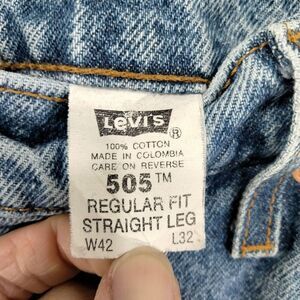 Levi's ®
100% COTTON
MADE IN COLOMBIA
CARE ON REVERSE
505™
REGULAR FIT
STRAIGHT LEG
W42 L32